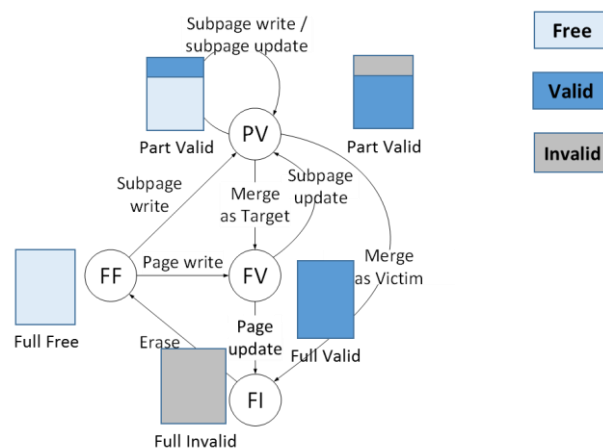 Subpage write /
subpage update
Free
Valid
Invalid
Part Valid
PV
Part Valid
Subpage
write
Merge
as Target
Subpage
update
Merge
as Victim
FF
Page write
FV
Full Free
Erase
Page
update
Full Valid
FI
Full Invalid